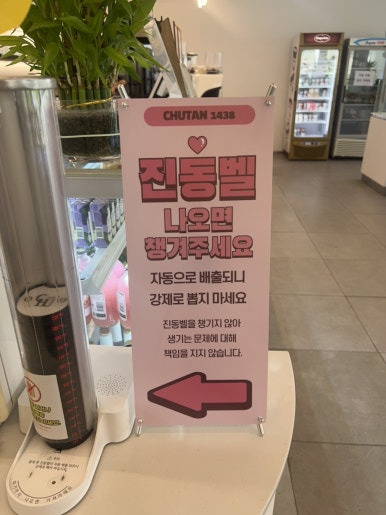 CHUTAN 1438
진동벨
나오면
챙겨주세요
자동으로 배출되니
강제로 뽑지 마세요
진동벨을 챙기지 않아
생기는 문제에 대해
책임을 지지 않습니다.